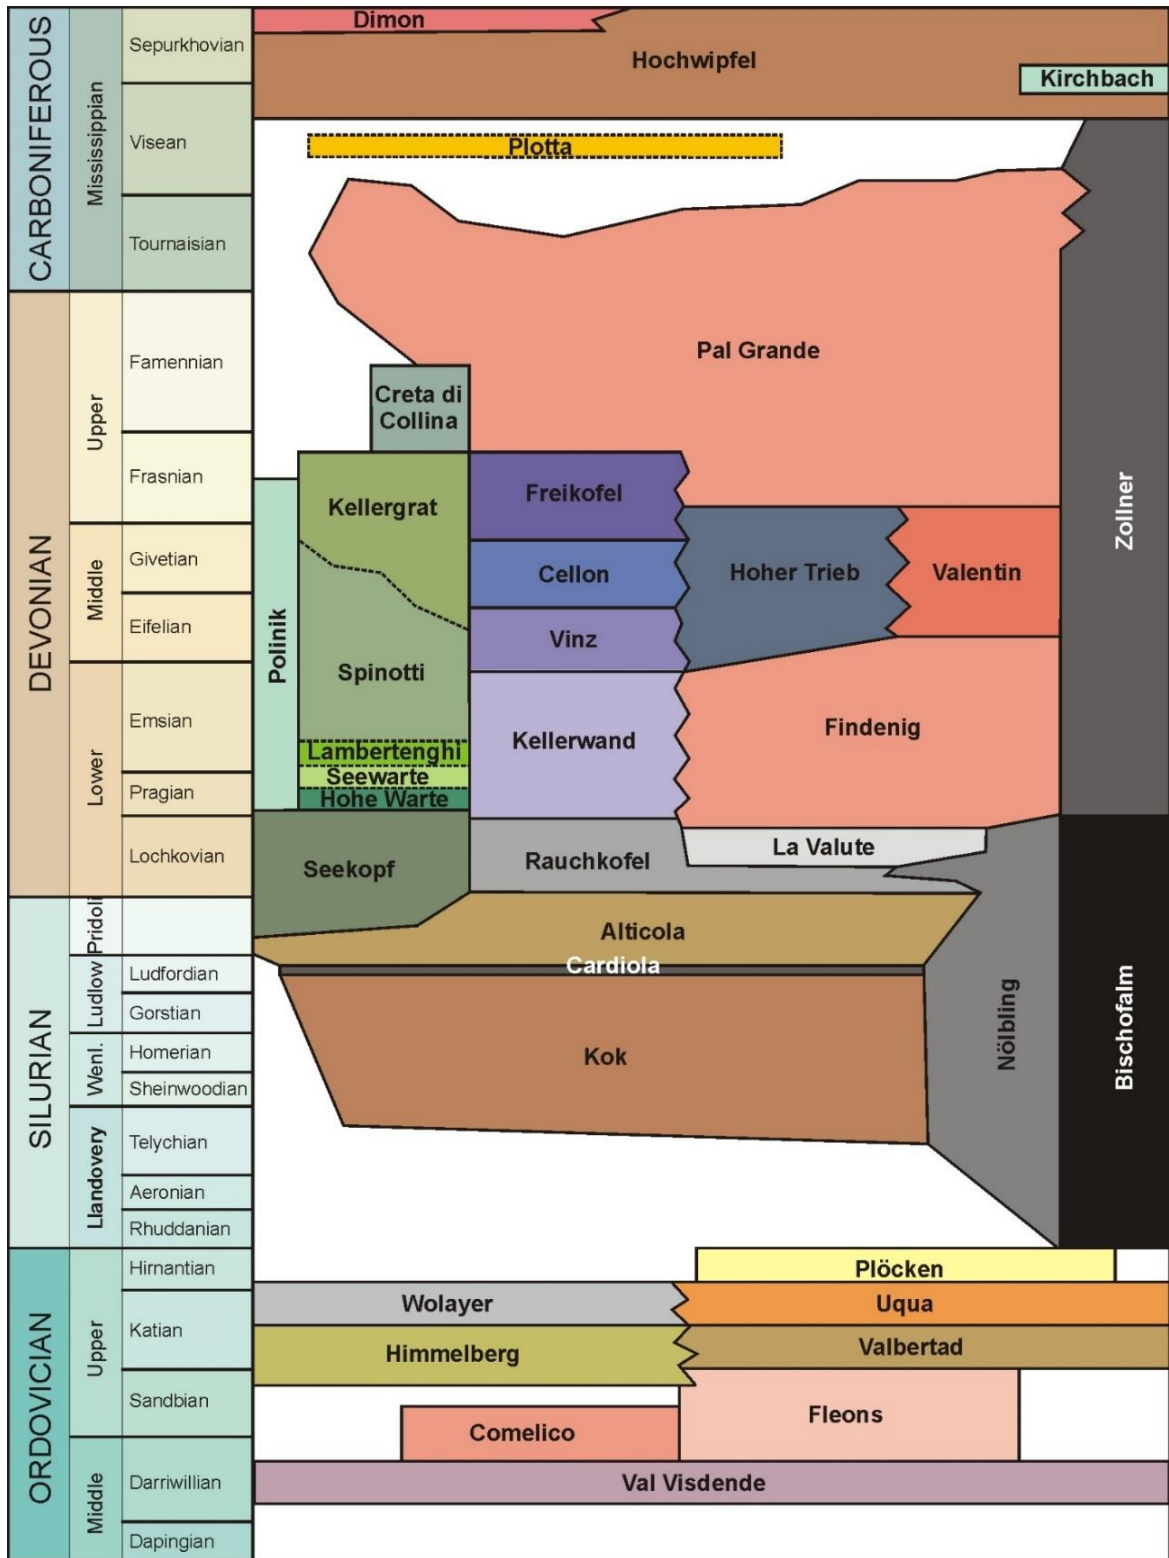 CARBONIFEROUS
Mississippian
Sepurkhovian
Visean
Tournaisian
DEVONIAN
Upper
Famennian
Frasnian
Middle
Givetian
Eifelian
Lower
Emsian
Pragian
Lochkovian
SILURIAN
Pridoli
Ludlow
Ludfordian
Gorstian
Wenl.
Homerian
Sheinwoodian
Llandovery
Telychian
Aeronian
Rhuddanian
ORDOVICIAN
Upper
Hirnantian
Katian
Sandbian
Middle
Darriwillian
Dapingian
Dimon
Hochwipfel
Kirchbach
Plotta
Pal Grande
Creta di
Collina
Zollner
Polinik
Kellergrat
Freikofel
Cellon
Hoher Trieb
Valentin
Vinz
Spinotti
Kellerwand
Findenig
Lambertenghi
Seewarte
Hohe Warte
Seekopf
Rauchkofel
La Valute
Alticola
Cardiola
Kok
Nölbling
Bischofalm
Plöcken
Wolayer
Uqua
Himmelberg
Valbertad
Comelico
Fleons
Val Visdende